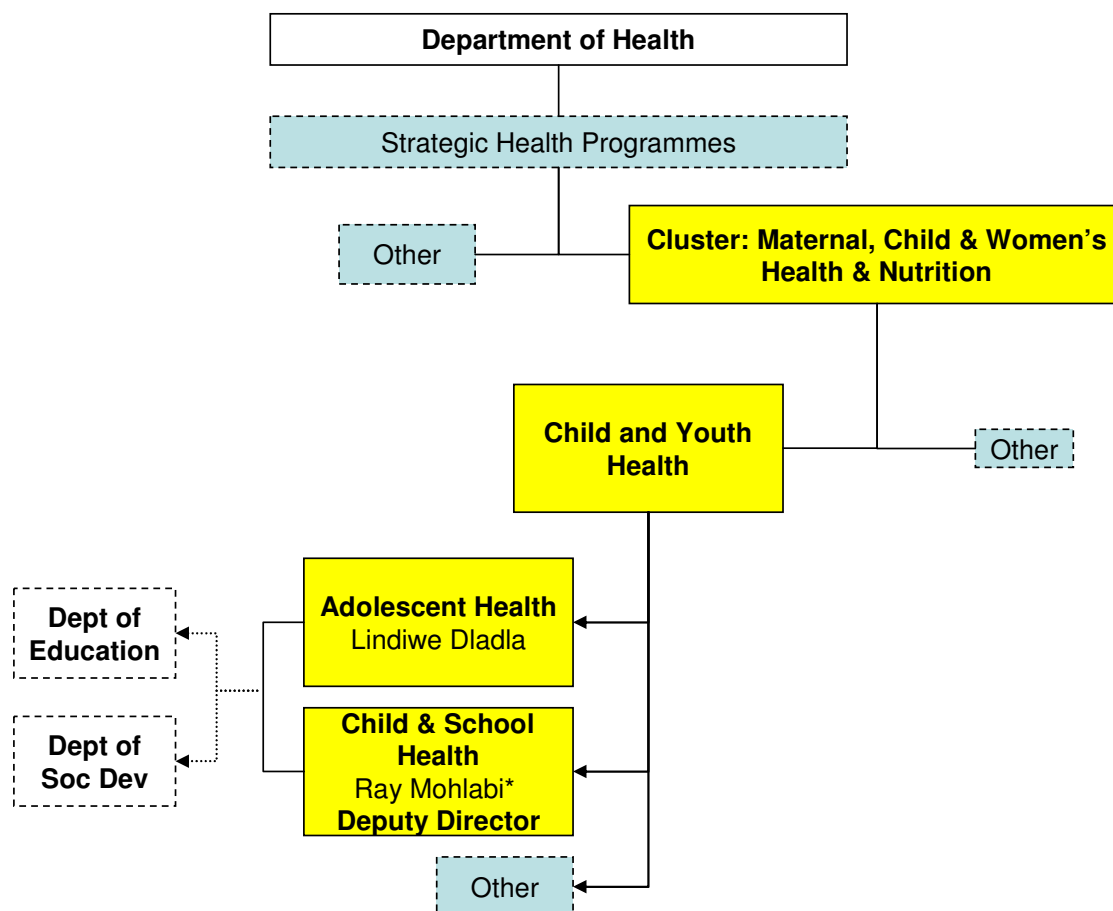 Department of Health
Strategic Health Programmes
Other
Cluster: Maternal, Child & Women’s
Health & Nutrition
Child and Youth
Health
Other
Adolescent Health
Lindiwe Dladla
Dept of
Education
Child & School
Health
Ray Mohlabi*
Deputy Director
Dept of
Soc Dev
Other